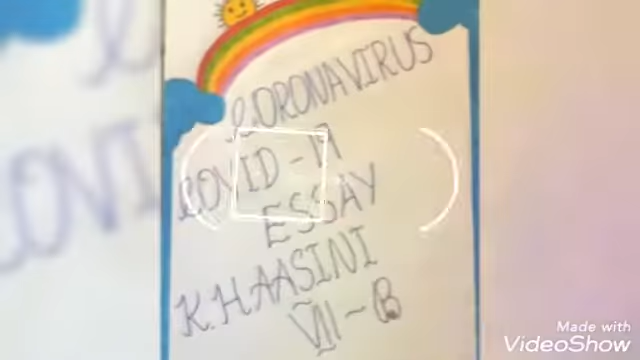 CORONAVIRUS
COVID-19
ESSAY
K.HAASINI
VII-B
Made with
VideoShow